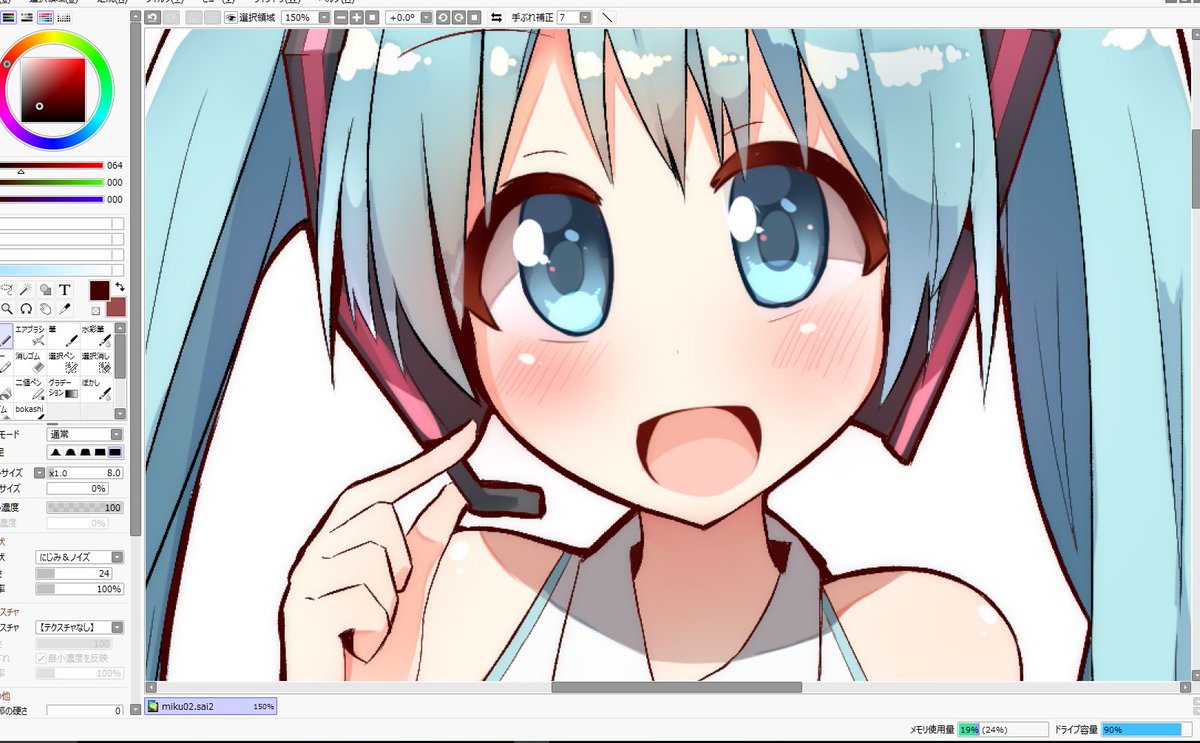 選択領域 150% +0.0° 手ぶれ補正 7
064
000
000
T
エアブラシ 筆 水彩筆
消しゴム 選択ペン 選択消し
二値ペン グラデーション ぼかし
bokashi
モード 通常
サイズ x1.0 8.0
サイズ 0%
濃度 100
濃度 0%
にじみ&ノイズ
24
100%
【テクスチャなし】
100
最小濃度を反映
100%
の硬さ 0
miku02.sai2 150%
メモリ使用量 19% (24%) ドライブ容量 90%